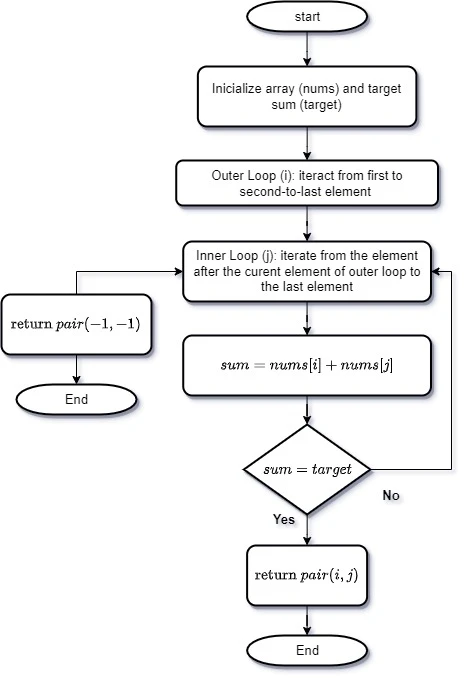 start
Inicialize array (nums) and target
sum (target)
Outer Loop (i): iteract from first to
second-to-last element
Inner Loop (j): iterate from the element
after the curent element of outer loop to
the last element
return pair(−1, −1)
End
sum = nums[i] + nums[j]
sum = target
No
Yes
return pair(i, j)
End